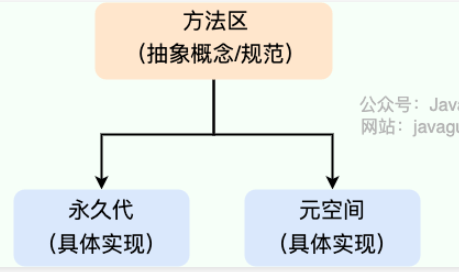 方法区
（抽象概念/规范）
公众号：Java
网站：javagu
永久代
（具体实现）
元空间
（具体实现）